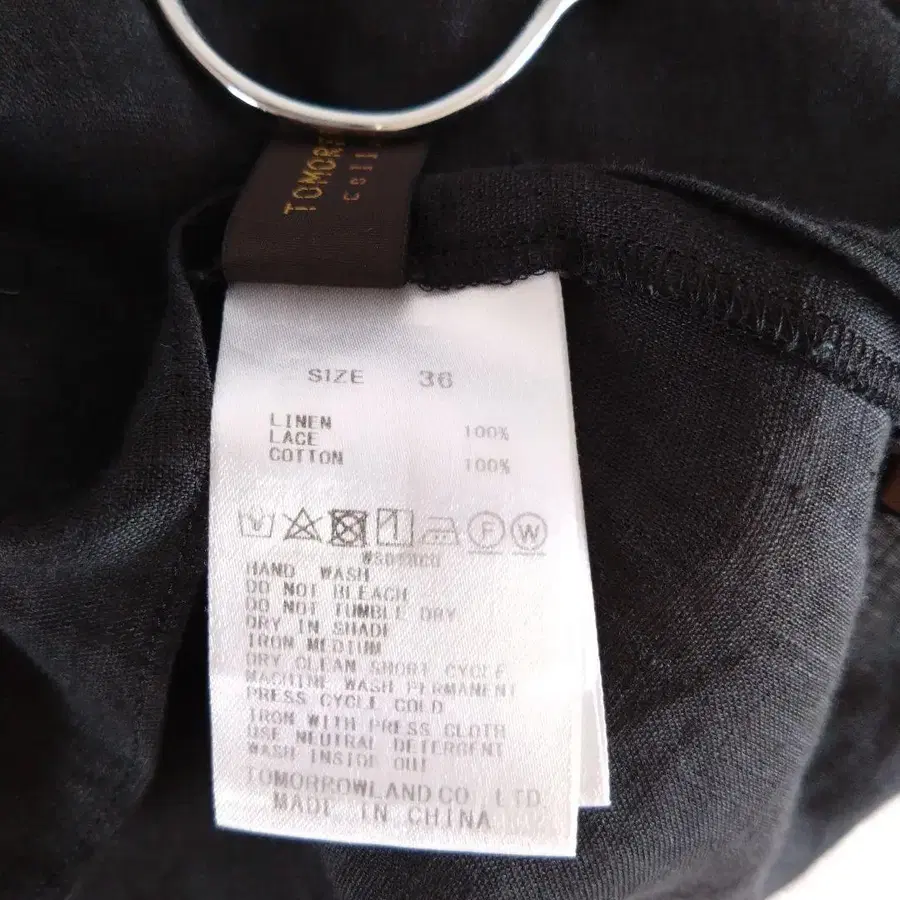 TOMOR
coll
SIZE 36
LINEN 100%
LACE
COTTON 100%
F W
HAND WASH
DO NOT BLEACH
DO NOT TUMBLE DRY
DRY IN SHADE
IRON MEDIUM
DRY CLEAN SHORT CYCLE
MACHINE WASH PERMANENT
PRESS CYCLE COLD
IRON WITH PRESS CLOTH
USE NEUTRAL DETERGENT
WASH INSIDE OUT
TOMORROWLAND CO., LTD.
MADE IN CHINA